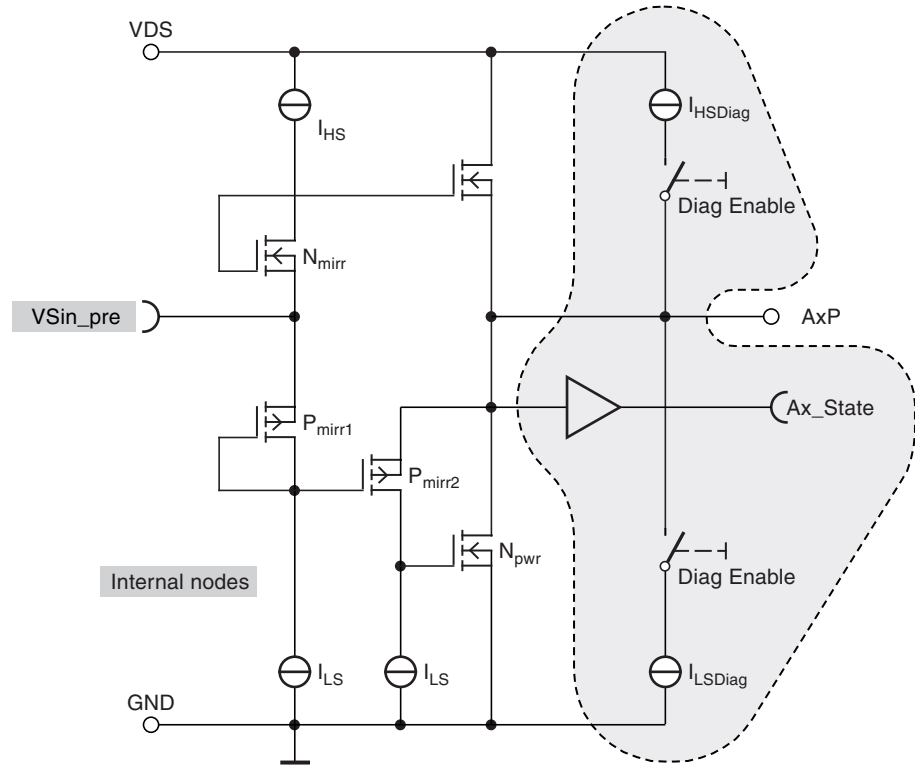 VDS
I_HS
I_HSDiag
Diag Enable
N_mirr
VSin_pre
AxP
P_mirr1
Ax_State
P_mirr2
N_pwr
Diag Enable
Internal nodes
I_LS
I_LS
I_LSDiag
GND